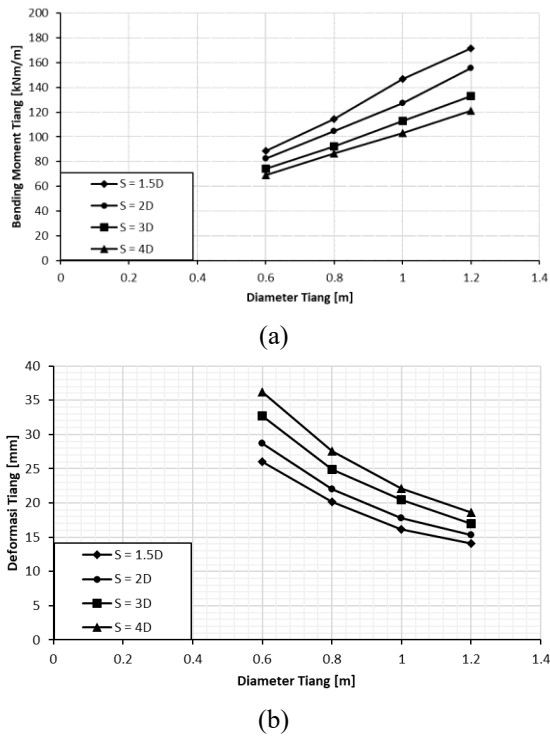 200
180
160
140
120
100
80
60
40
20
0
Bending Moment Tiang [kNm/m]
S = 1.5D
S = 2D
S = 3D
S = 4D
0 0.2 0.4 0.6 0.8 1 1.2 1.4
Diameter Tiang [m]
(a)
40
35
30
25
20
15
10
5
0
Deformasi Tiang [mm]
S = 1.5D
S = 2D
S = 3D
S = 4D
0 0.2 0.4 0.6 0.8 1 1.2 1.4
Diameter Tiang [m]
(b)